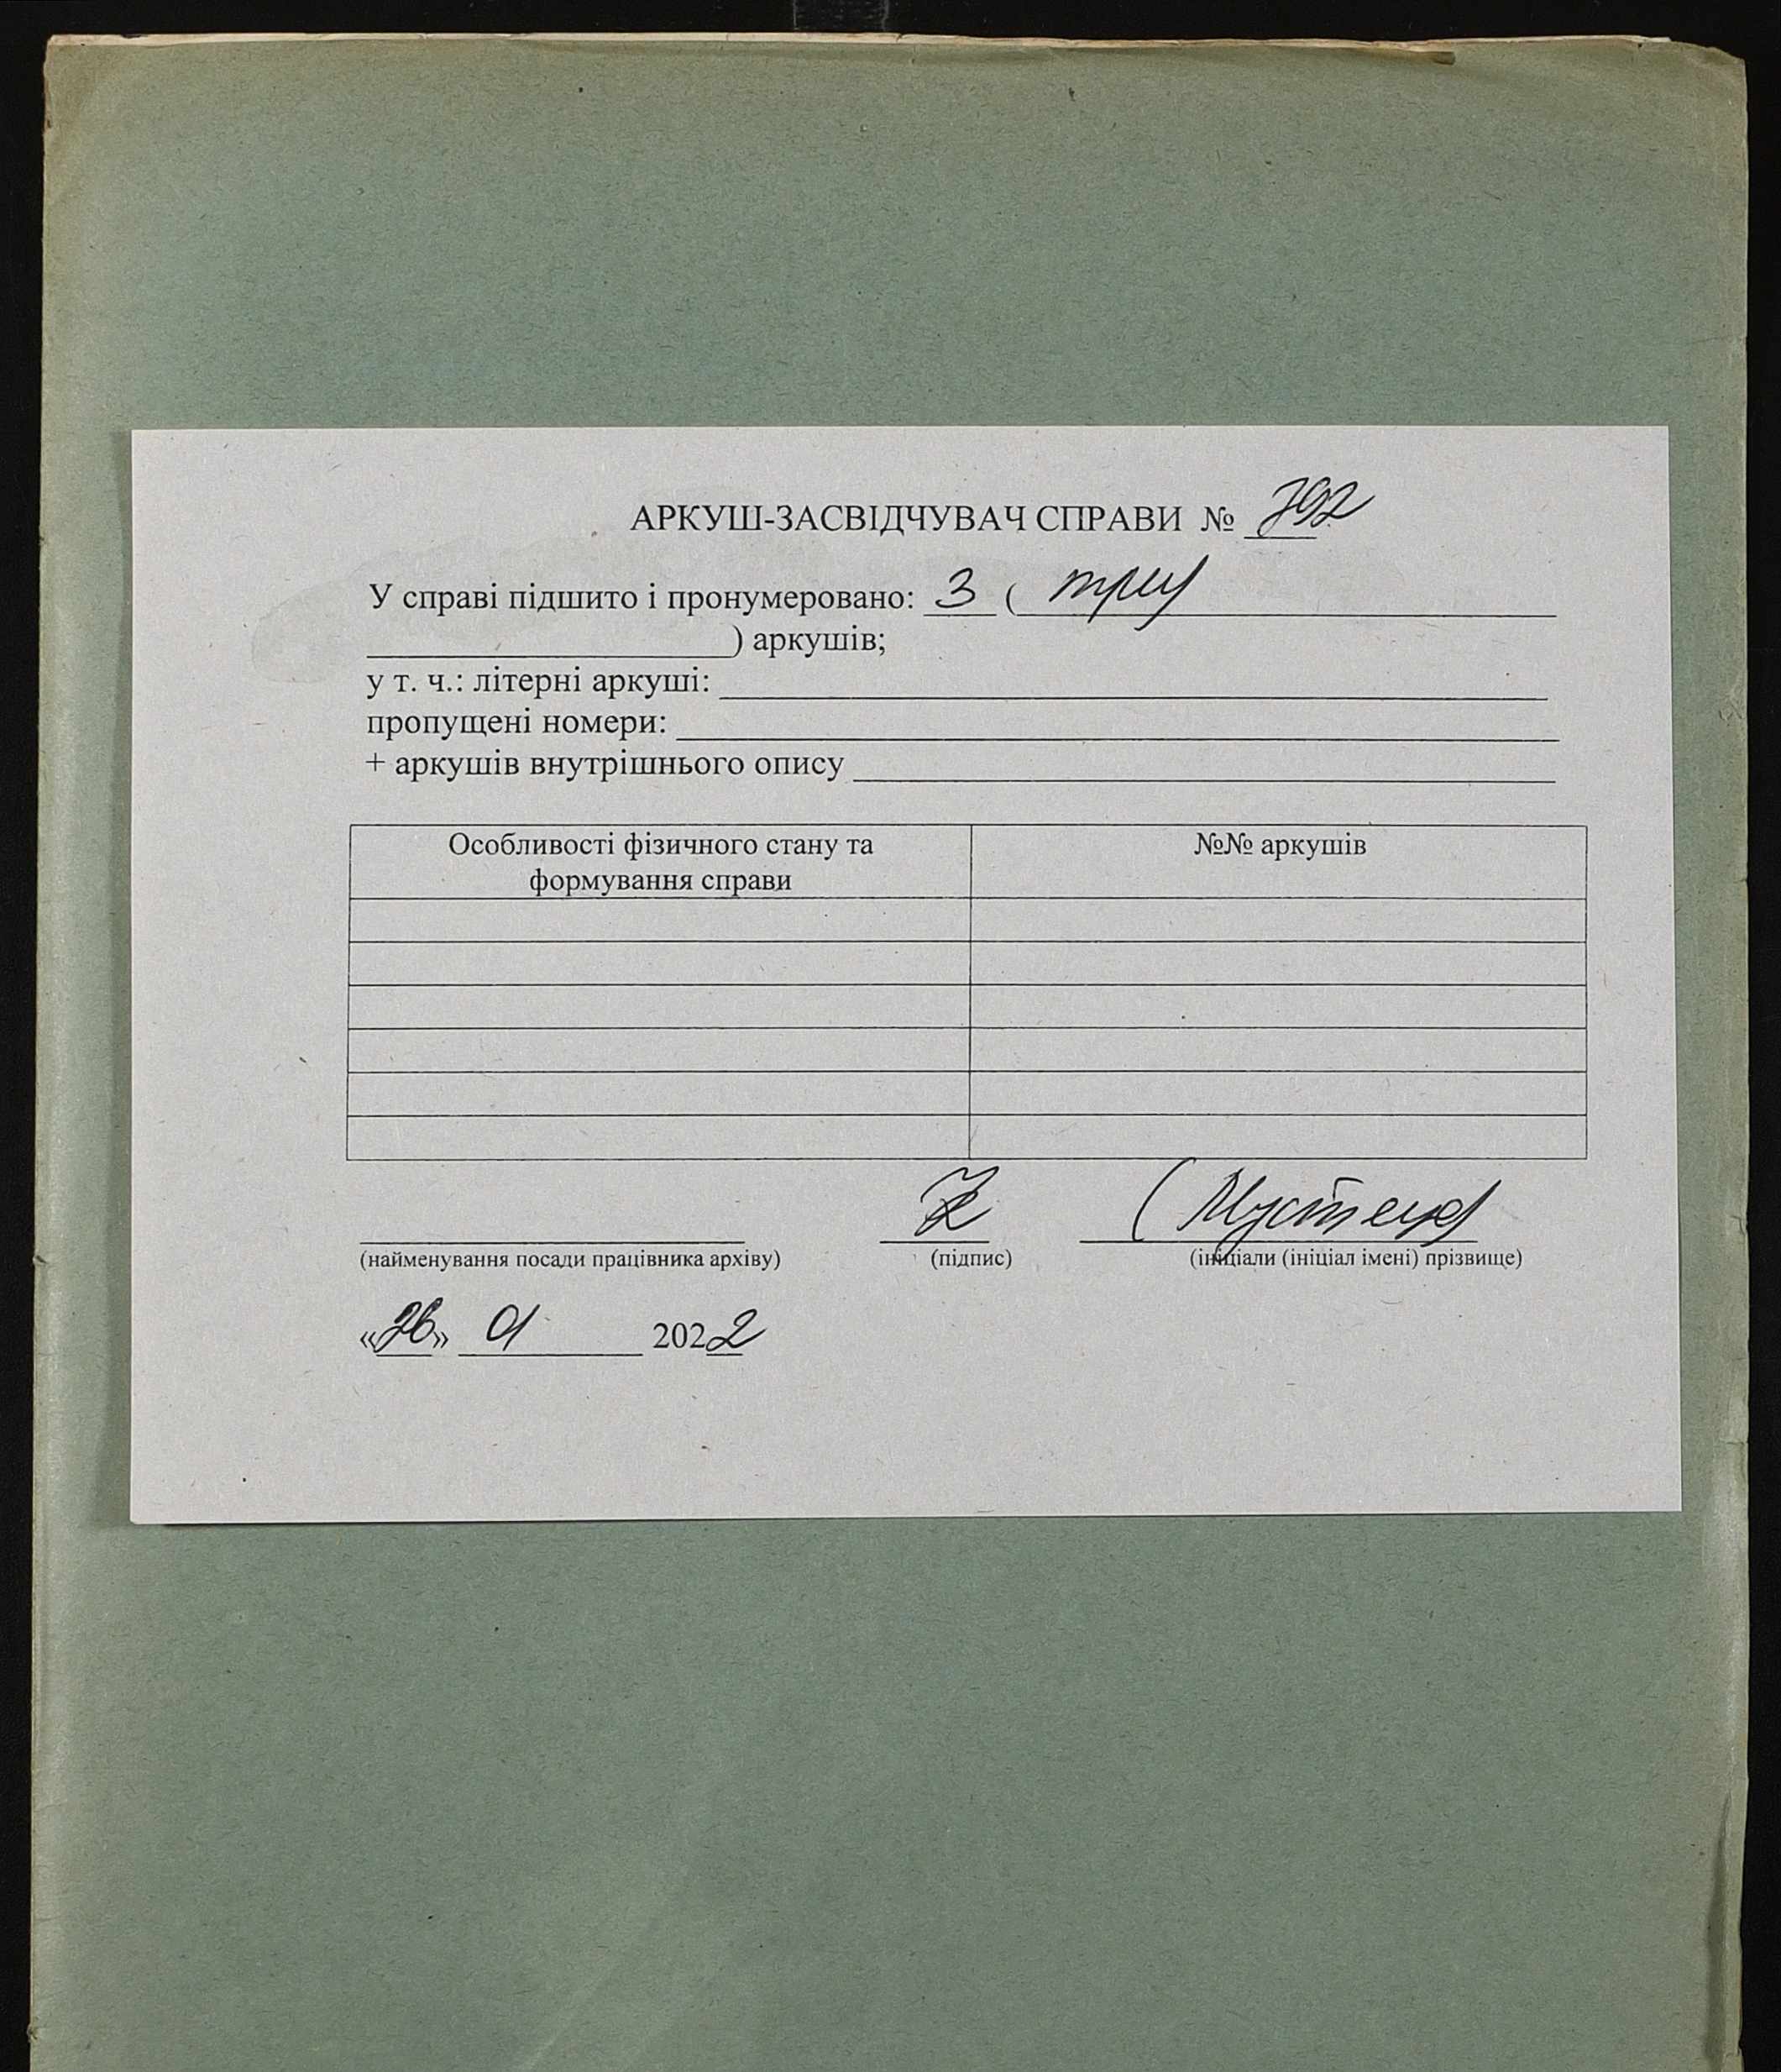 АРКУШ-ЗАСВІДЧУВАЧ СПРАВИ № 792
У справі підшито і пронумеровано: 3 ( три
) аркушів;
у т. ч.: літерні аркуші:
пропущені номери:
+ аркушів внутрішнього опису
Особливості фізичного стану та
формування справи
№№ аркушів
(найменування посади працівника архіву) (підпис) (ініціали (ініціал імені) прізвище)
«26» 01 2022